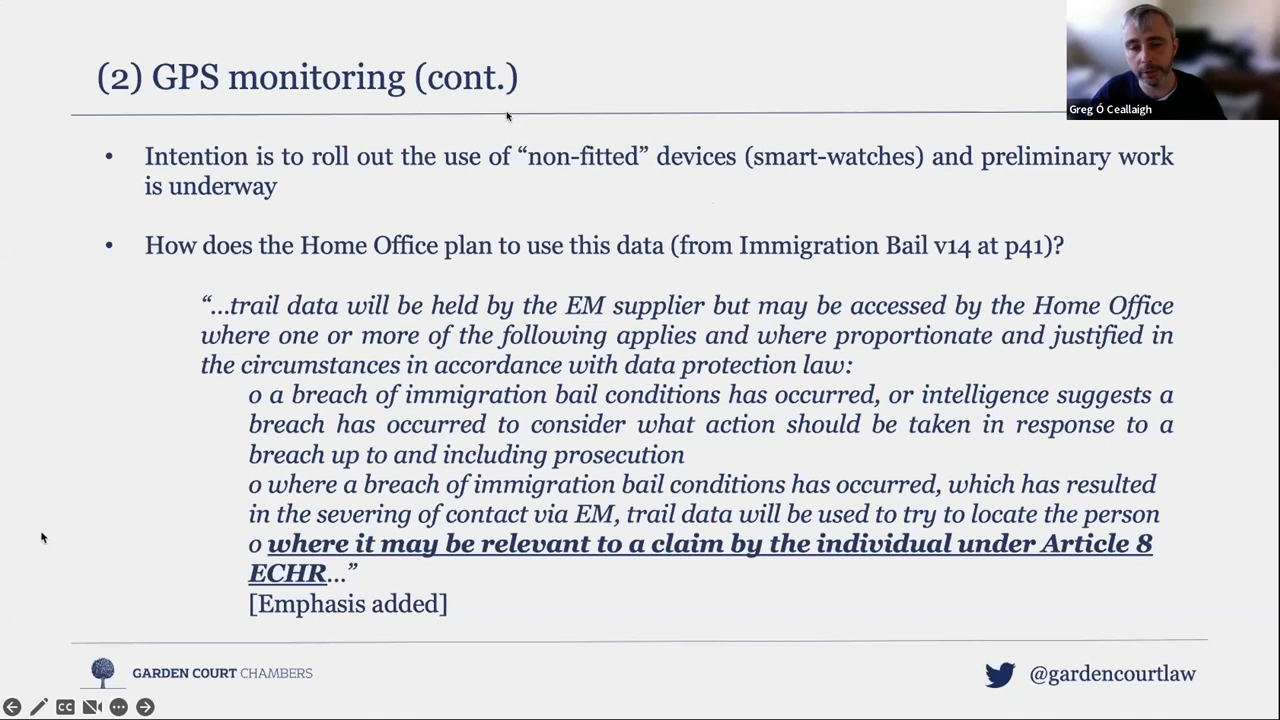 (2) GPS monitoring (cont.)
Greg Ó Ceallaigh
• Intention is to roll out the use of “non-fitted” devices (smart-watches) and preliminary work
is underway
• How does the Home Office plan to use this data (from Immigration Bail v14 at p41)?
“…trail data will be held by the EM supplier but may be accessed by the Home Office
where one or more of the following applies and where proportionate and justified in
the circumstances in accordance with data protection law:
o a breach of immigration bail conditions has occurred, or intelligence suggests a
breach has occurred to consider what action should be taken in response to a
breach up to and including prosecution
o where a breach of immigration bail conditions has occurred, which has resulted
in the severing of contact via EM, trail data will be used to try to locate the person
o where it may be relevant to a claim by the individual under Article 8
ECHR…”
[Emphasis added]
GARDEN COURT CHAMBERS
@gardencourtlaw
CC